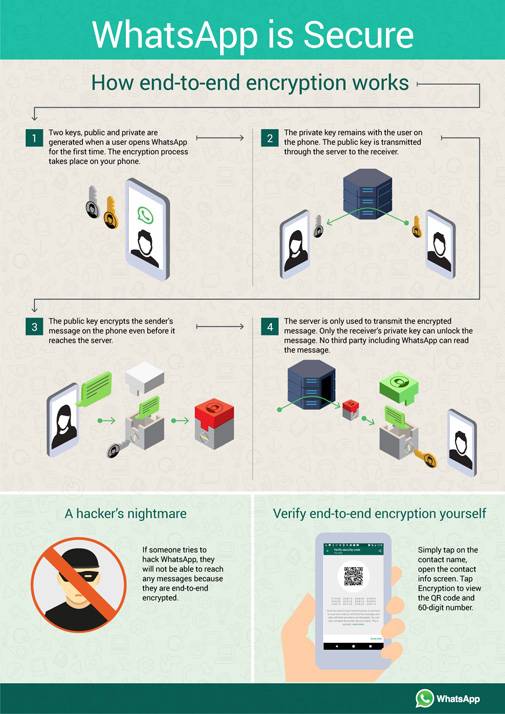 WhatsApp is Secure
How end-to-end encryption works
1
Two keys, public and private are
generated when a user opens WhatsApp
for the first time. The encryption process
takes place on your phone.
2
The private key remains with the user on
the phone. The public key is transmitted
through the server to the receiver.
3
The public key encrypts the sender's
message on the phone even before it
reaches the server.
4
The server is only used to transmit the encrypted
message. Only the receiver's private key can unlock the
message. No third party including WhatsApp can read
the message.
A hacker's nightmare
If someone tries to
hack WhatsApp, they
will not be able to reach
any messages because
they are end-to-end
encrypted.
Verify end-to-end encryption yourself
Simply tap on the
contact name,
open the contact
info screen. Tap
Encryption to view
the QR code and
60-digit number.
WhatsApp